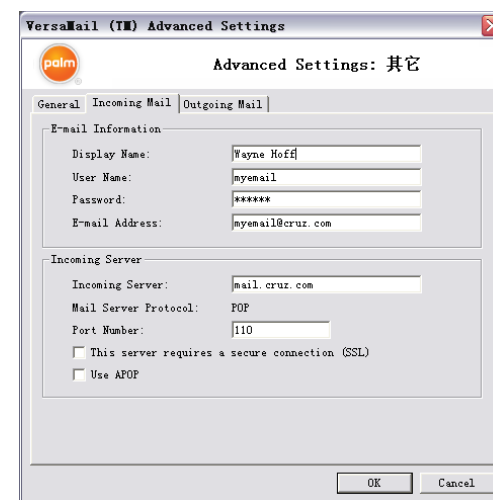 VersaMail (TM) Advanced Settings
palm
Advanced Settings: 其它
General Incoming Mail Outgoing Mail
E-mail Information
Display Name: Wayne Hoff
User Name: myemail
Password: ******
E-mail Address: myemail@cruz.com
Incoming Server
Incoming Server: mail.cruz.com
Mail Server Protocol: POP
Port Number: 110
This server requires a secure connection (SSL)
Use APOP
OK Cancel